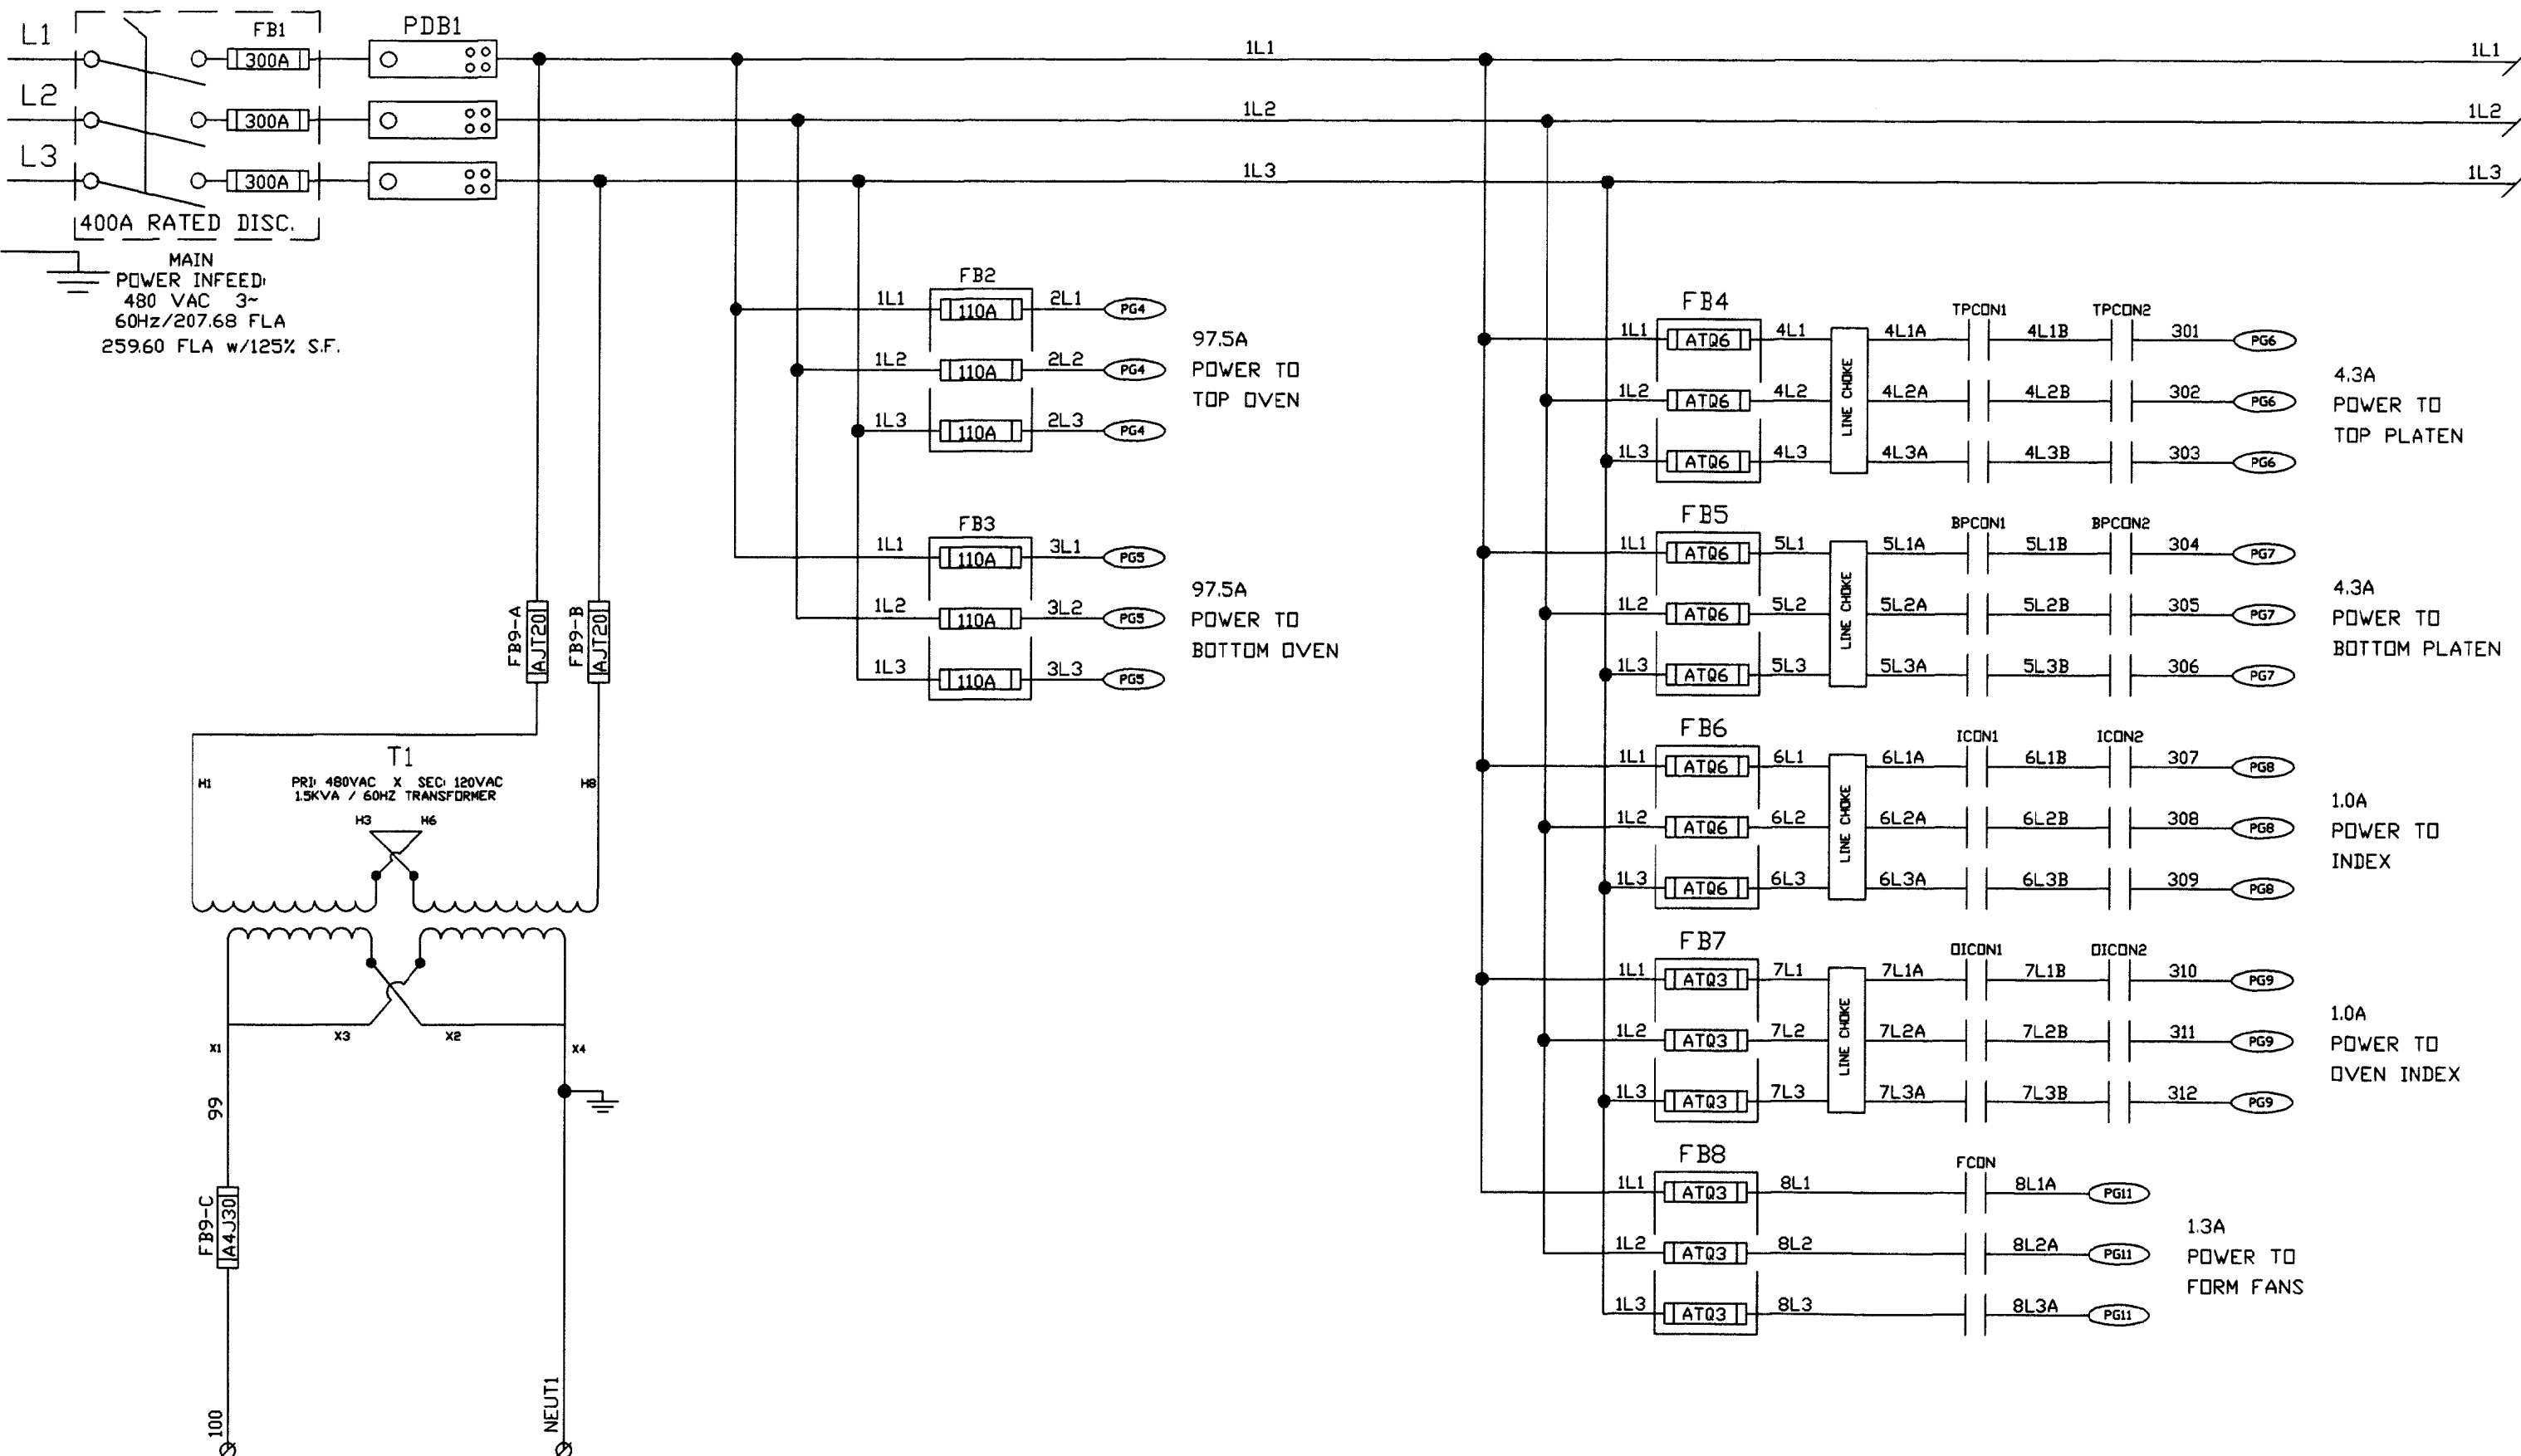 L1
FB1
300A
PDB1
1L1
1L1
L2
300A
1L2
1L2
L3
300A
1L3
1L3
400A RATED DISC.
MAIN
POWER INFEED:
480 VAC 3~
60Hz/207.68 FLA
259.60 FLA w/125% S.F.
FB2
1L1 110A 2L1 PG4
1L2 110A 2L2 PG4
1L3 110A 2L3 PG4
97.5A
POWER TO
TOP OVEN
FB3
1L1 110A 3L1 PG5
1L2 110A 3L2 PG5
1L3 110A 3L3 PG5
97.5A
POWER TO
BOTTOM OVEN
FB9-A
AJT20
FB9-B
AJT20
T1
PRI: 480VAC X SEC: 120VAC
1.5KVA / 60HZ TRANSFORMER
H1
H8
H3 H6
X3 X2
X1 X4
99
FB9-C
A4J30
100
NEUT1
FB4 TPCON1 TPCON2
1L1 ATQ6 4L1 4L1A 4L1B 301 PG6
1L2 ATQ6 4L2 4L2A 4L2B 302 PG6
1L3 ATQ6 4L3 4L3A 4L3B 303 PG6
LINE CHOKE
4.3A
POWER TO
TOP PLATEN
FB5 BPCON1 BPCON2
1L1 ATQ6 5L1 5L1A 5L1B 304 PG7
1L2 ATQ6 5L2 5L2A 5L2B 305 PG7
1L3 ATQ6 5L3 5L3A 5L3B 306 PG7
LINE CHOKE
4.3A
POWER TO
BOTTOM PLATEN
FB6 ICON1 ICON2
1L1 ATQ6 6L1 6L1A 6L1B 307 PG8
1L2 ATQ6 6L2 6L2A 6L2B 308 PG8
1L3 ATQ6 6L3 6L3A 6L3B 309 PG8
LINE CHOKE
1.0A
POWER TO
INDEX
FB7 OICON1 OICON2
1L1 ATQ3 7L1 7L1A 7L1B 310 PG9
1L2 ATQ3 7L2 7L2A 7L2B 311 PG9
1L3 ATQ3 7L3 7L3A 7L3B 312 PG9
LINE CHOKE
1.0A
POWER TO
OVEN INDEX
FB8 FCON
1L1 ATQ3 8L1 8L1A PG11
1L2 ATQ3 8L2 8L2A PG11
1L3 ATQ3 8L3 8L3A PG11
1.3A
POWER TO
FORM FANS